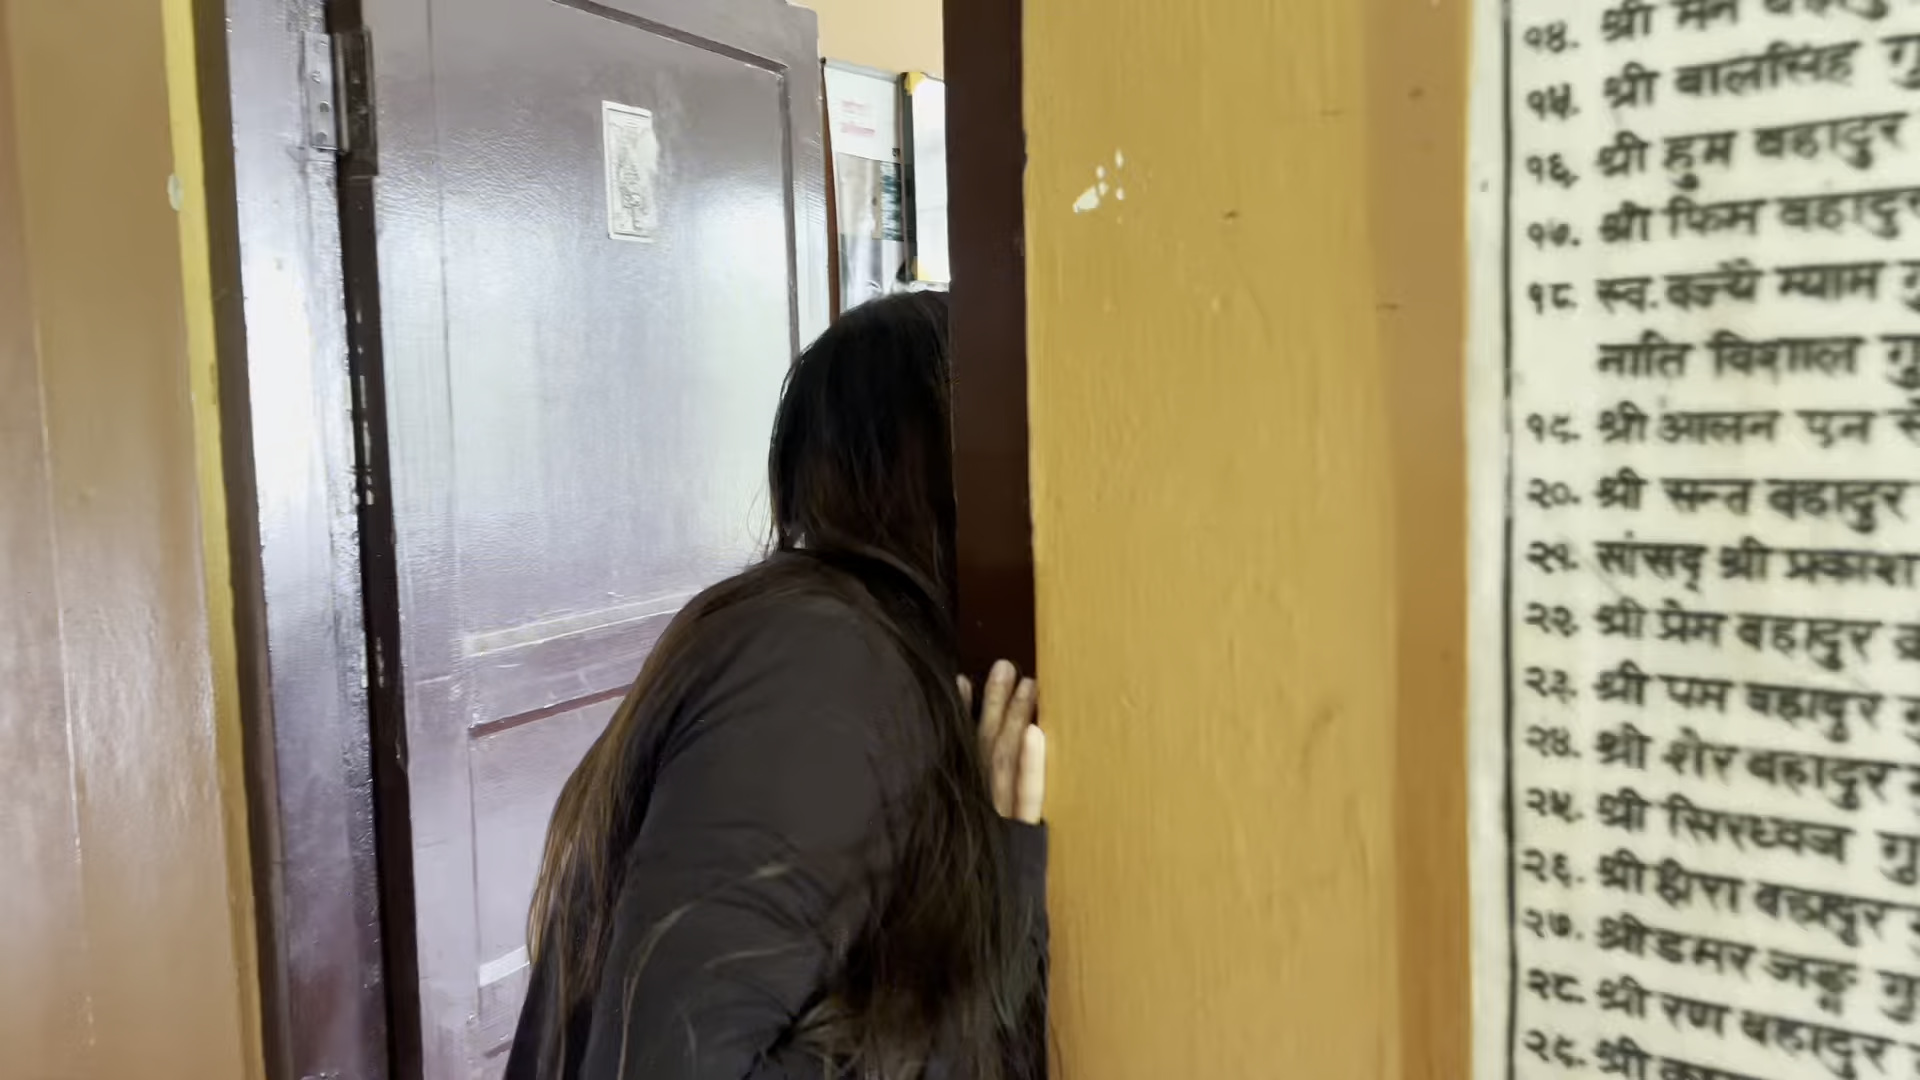 १४. श्री मन
१५. श्री बालसिंह गु
१६. श्री हुम बहादुर
१७. श्री फिम बहादुर
१८. स्व. बज्यै म्याम गु
नाति विशाल गु
१९. श्री आलन पुन
२०. श्री सन्त बहादुर
२१. सांसद् श्री प्रकाश
२२. श्री प्रेम बहादुर
२३. श्री पम बहादुर
२४. श्री शेर बहादुर
२५. श्री सिरध्वज गु
२६. श्री हीरा बहादुर
२७. श्री डमर जङ्ग गु
२८. श्री रण बहादुर
२९. श्री